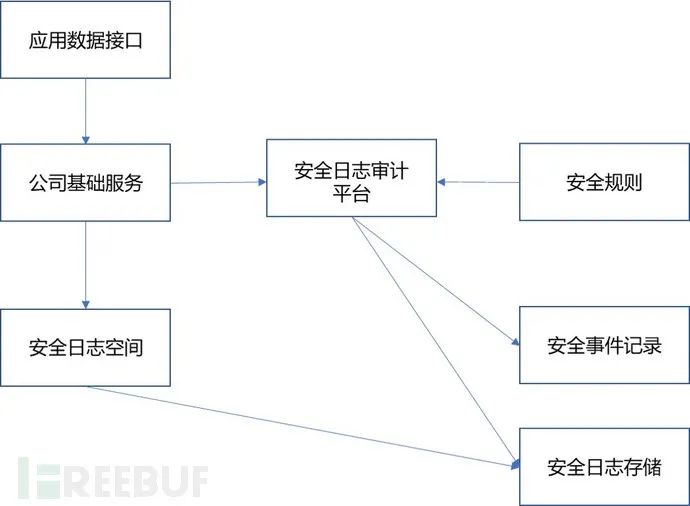 应用数据接口
公司基础服务
安全日志审计
平台
安全规则
安全日志空间
安全事件记录
安全日志存储
FREEBUF